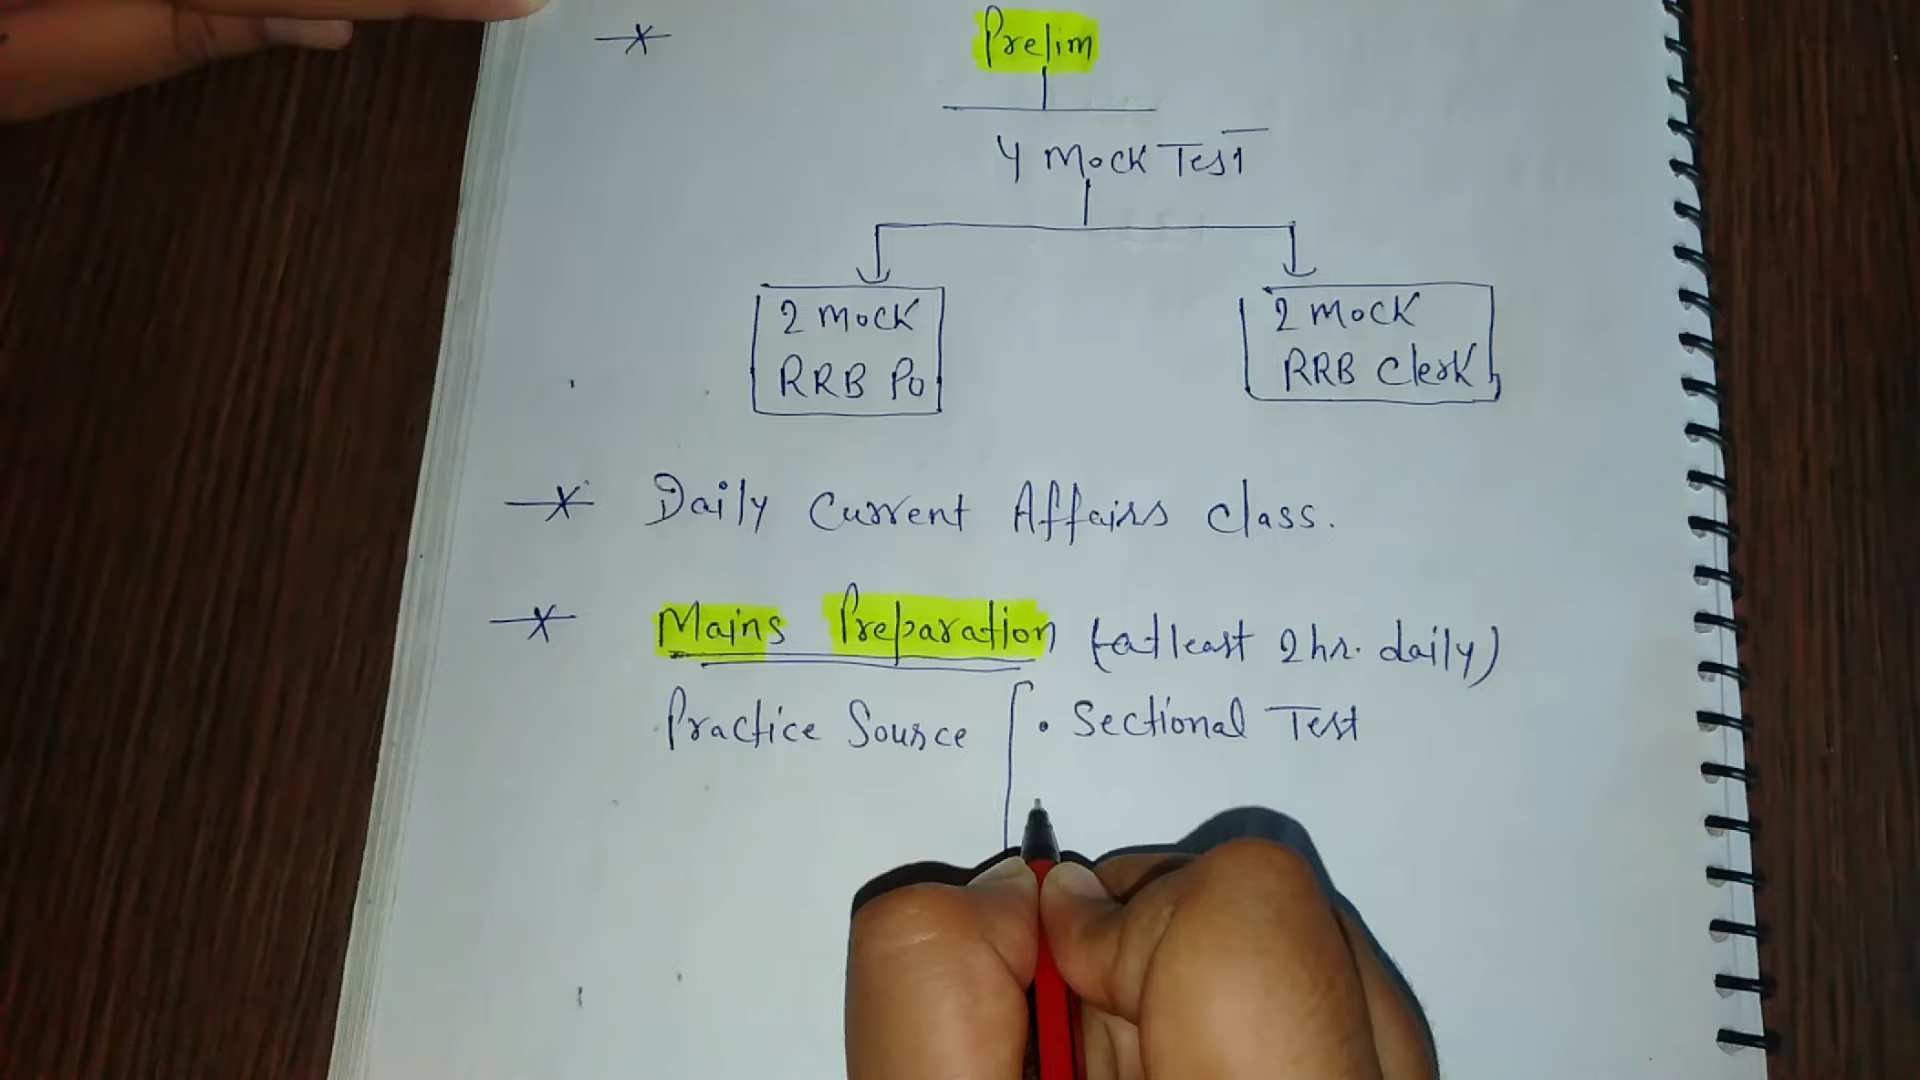 Prelim
4 Mock Test
2 Mock
RRB PO
2 Mock
RRB Clerk
Daily Current Affairs class.
Mains Preparation (atleast 2 hr. daily)
Practice Source
• Sectional Test